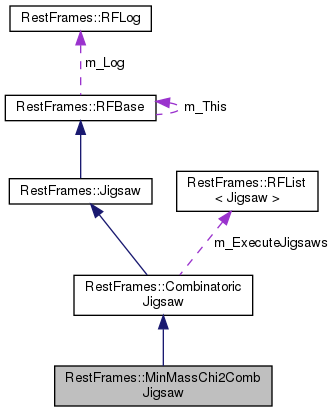 RestFrames::RFLog
m_Log
RestFrames::RFBase
m_This
RestFrames::Jigsaw
RestFrames::RFList
< Jigsaw >
m_ExecuteJigsaws
RestFrames::Combinatoric
Jigsaw
RestFrames::MinMassChi2Comb
Jigsaw